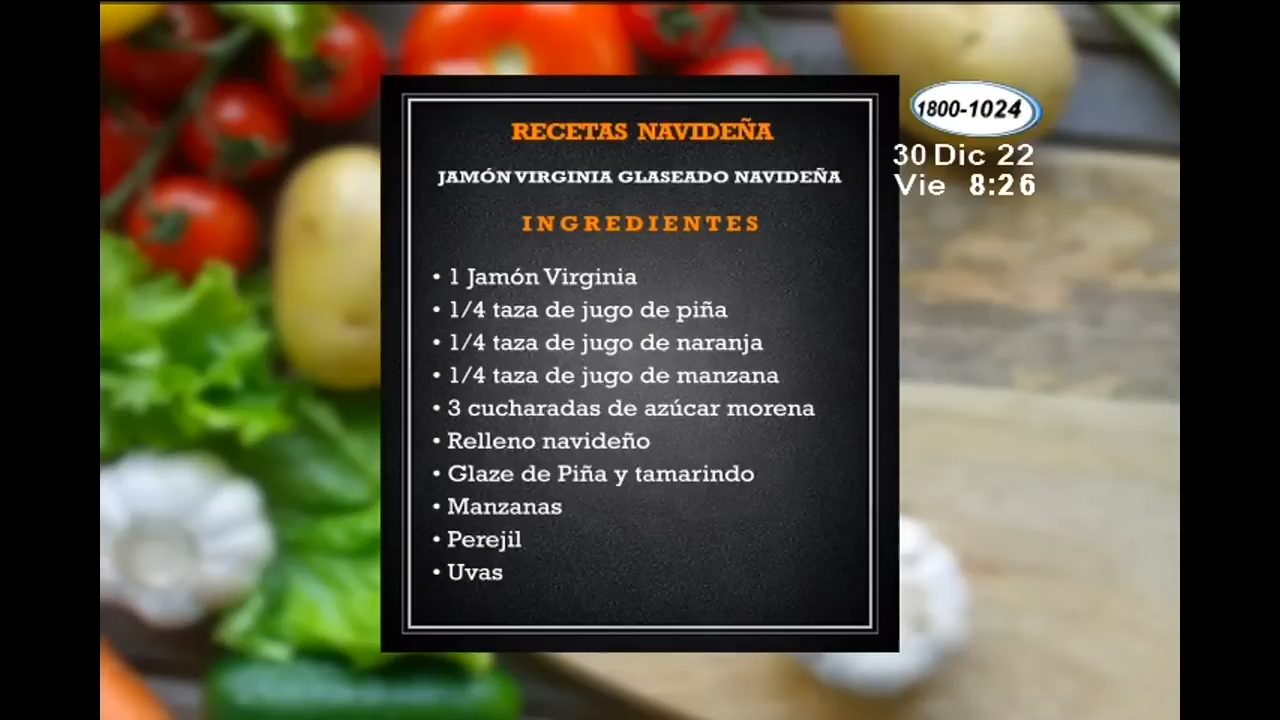 RECETAS NAVIDEÑA
JAMÓN VIRGINIA GLASEADO NAVIDEÑA
INGREDIENTES
• 1 Jamón Virginia
• 1/4 taza de jugo de piña
• 1/4 taza de jugo de naranja
• 1/4 taza de jugo de manzana
• 3 cucharadas de azúcar morena
• Relleno navideño
• Glaze de Piña y tamarindo
• Manzanas
• Perejil
• Uvas
1800-1024
30 Dic 22
Vie 8:26